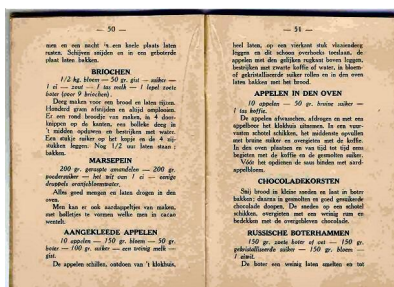 — 50 —
men en een nacht 's een koele plaats laten
rusten. Schijven snijden en in een geboterde
plaat laten bakken.
BRIOCHEN
1/2 kg. bloem — 50 gr. gist — suiker —
1 ei — zout — 1 tas melk — 1 lepel zoete
boter (voor 9 briochen).
Deeg maken voor een brood en laten rijzen.
Honderd gram afsnijden en altijd omplooien.
Er een rond broodje van maken, in 4 door-
knippen op de kanten, een bolleke deeg in
't midden opduwen en bestrijken met water.
Een stukje suiker op het kopje en de 4 zij-
stukken leggen. Nog 1/2 uur laten staan;
bakken.
MARSEPEIN
200 gr. geraspte amandelen — 200 gr.
poedersuiker — het wit van 1 ei — eenige
druppels oranjebloemwater.
Alles goed mengen en laten drogen in den
oven.
Men kan er ook aardappeltjes van maken,
met bolletjes te vormen welke men in cacao
wentelt.
AANGEKLEEDE APPELEN
10 appelen — 150 gr. bloem — 50 gr.
boter — 100 gr. suiker — een weinig melk —
gist.
De appelen schillen, ontdoen van 't klokhuis,
— 51 —
heel laten, op een vierkant stuk vlaaiendeeg
leggen en dit schoon overhoeks toeslaan, de
appelen met den gelijken rugkant boven leggen,
bestrijken met zwarte koffie of water, in bloem-
of gekristalliseerde suiker rollen en in den oven
laten bakken met het brood.
APPELEN IN DEN OVEN
10 appelen — 50 gr. bruine suiker —
1 tas koffie.
De appelen afwasschen, afdrogen en met een
appelboor het klokhuis uitnemen. In een vuur-
vasten schotel schikken, het middenste opvullen
met bruine suiker en overgieten met de koffie.
In den oven plaatsen en van tijd tot tijd eens
begieten met de koffie en de gesmolten suiker.
Vóór het opdienen de saus binden met aard-
appelbloem.
CHOCOLADEKORSTEN
Snij brood in kleine sneden en laat in boter
bakken; daarna in gesmolten en goed gesuikerde
chocolade doopen. De sneden op een schotel
schikken, overgieten met een weinig rum en
bedekken met de overgebleven chocolade.
RUSSISCHE BOTERHAMMEN
150 gr. zoete boter of vet — 150 gr.
gekristalliseerde suiker — 150 gr. bloem —
1 eiwit.
De boter een weinig laten smelten en tot